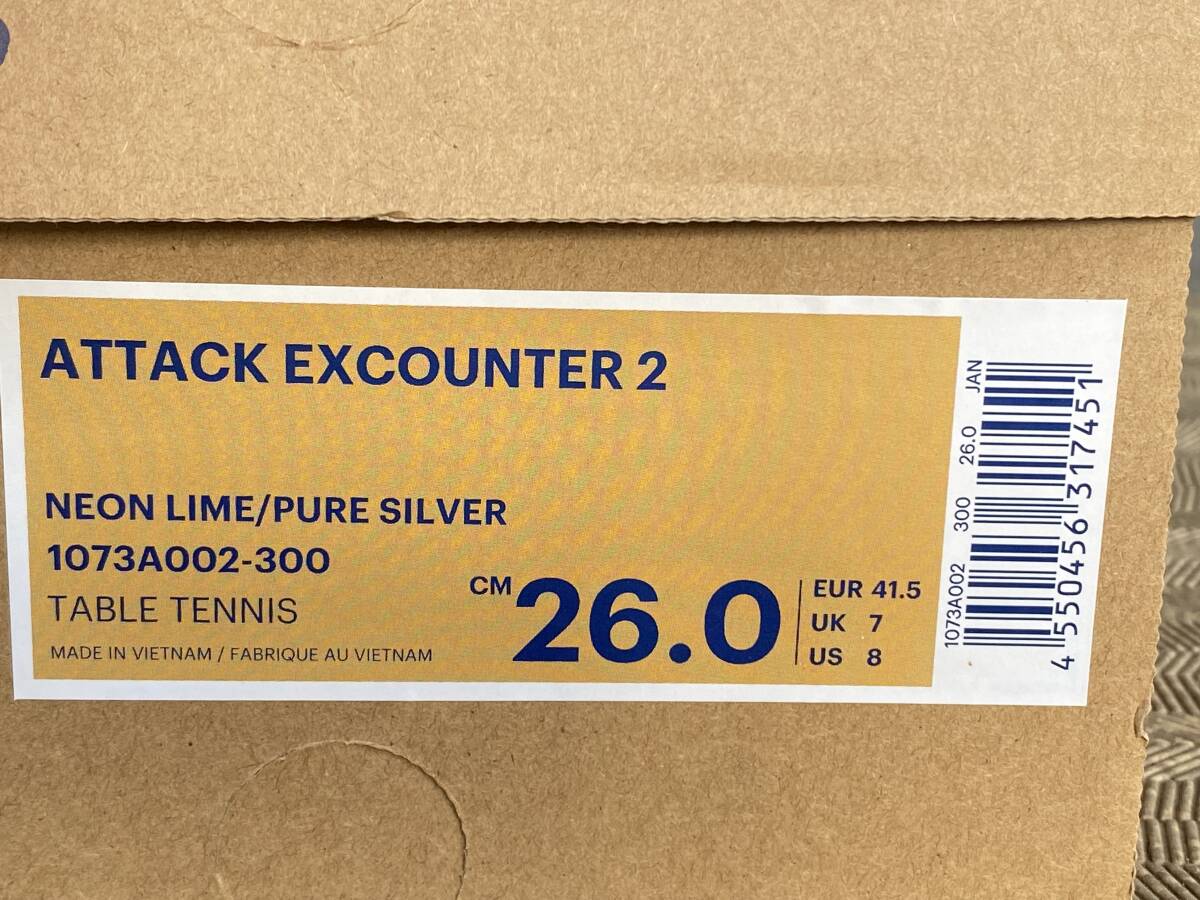 ATTACK EXCOUNTER 2
NEON LIME/PURE SILVER
1073A002-300
TABLE TENNIS
MADE IN VIETNAM / FABRIQUE AU VIETNAM
CM 26.0
EUR 41.5
UK 7
US 8
1073A002 300 26.0 JAN
4 550456 317451